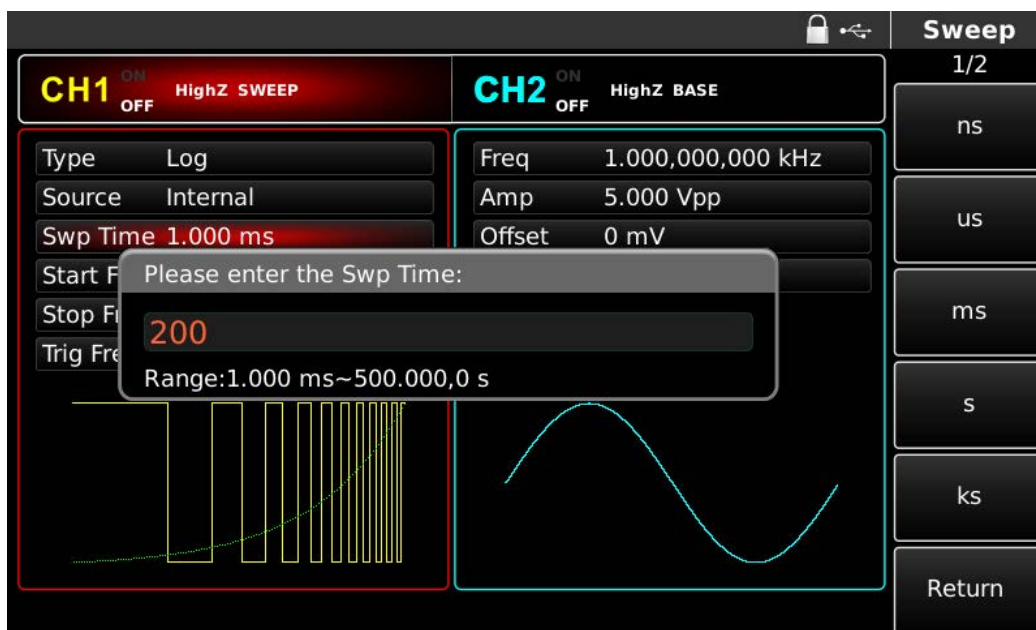 Sweep
1/2
CH1 ON OFF HighZ SWEEP
CH2 ON OFF HighZ BASE
Type Log
Source Internal
Swp Time 1.000 ms
Start F
Stop Fr
Trig Fre
Freq 1.000,000,000 kHz
Amp 5.000 Vpp
Offset 0 mV
Please enter the Swp Time:
200
Range:1.000 ms~500.000,0 s
ns
us
ms
s
ks
Return